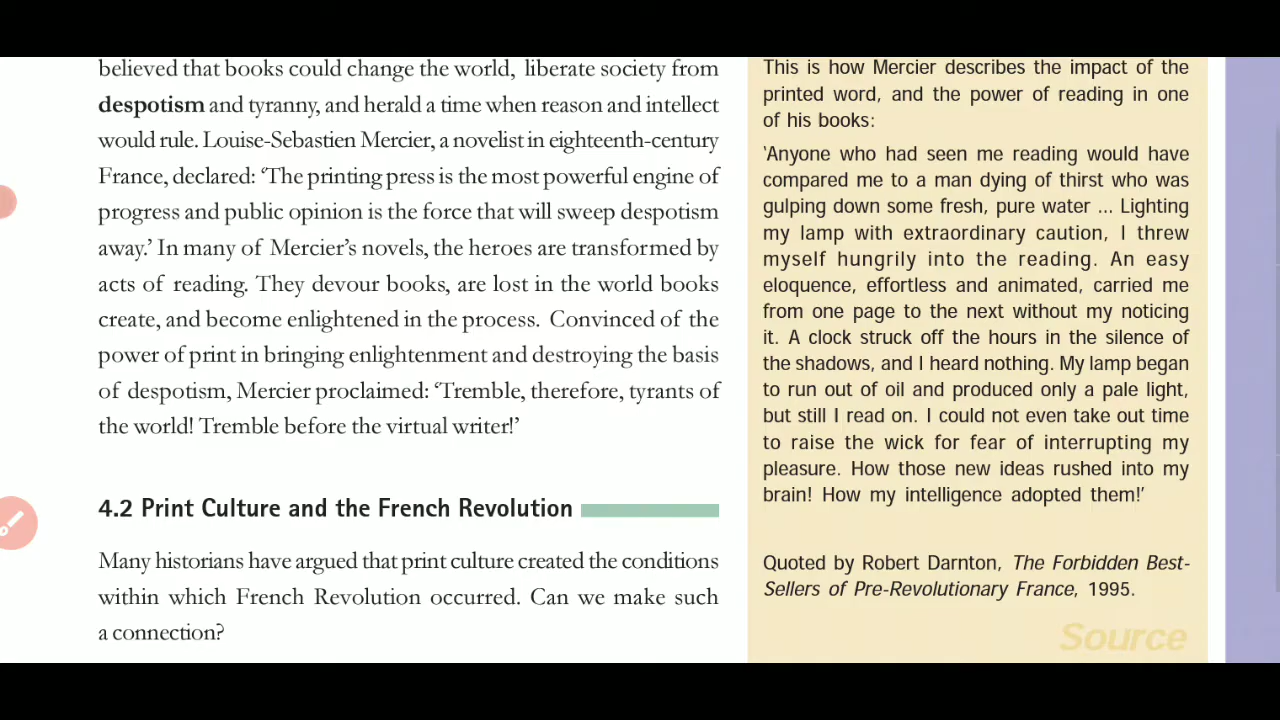 believed that books could change the world, liberate society from
despotism and tyranny, and herald a time when reason and intellect
would rule. Louise-Sebastien Mercier, a novelist in eighteenth-century
France, declared: ‘The printing press is the most powerful engine of
progress and public opinion is the force that will sweep despotism
away.’ In many of Mercier’s novels, the heroes are transformed by
acts of reading. They devour books, are lost in the world books
create, and become enlightened in the process. Convinced of the
power of print in bringing enlightenment and destroying the basis
of despotism, Mercier proclaimed: ‘Tremble, therefore, tyrants of
the world! Tremble before the virtual writer!’
4.2 Print Culture and the French Revolution
Many historians have argued that print culture created the conditions
within which French Revolution occurred. Can we make such
a connection?
This is how Mercier describes the impact of the
printed word, and the power of reading in one
of his books:
‘Anyone who had seen me reading would have
compared me to a man dying of thirst who was
gulping down some fresh, pure water ... Lighting
my lamp with extraordinary caution, I threw
myself hungrily into the reading. An easy
eloquence, effortless and animated, carried me
from one page to the next without my noticing
it. A clock struck off the hours in the silence of
the shadows, and I heard nothing. My lamp began
to run out of oil and produced only a pale light,
but still I read on. I could not even take out time
to raise the wick for fear of interrupting my
pleasure. How those new ideas rushed into my
brain! How my intelligence adopted them!’
Quoted by Robert Darnton, The Forbidden Best-
Sellers of Pre-Revolutionary France, 1995.
Source